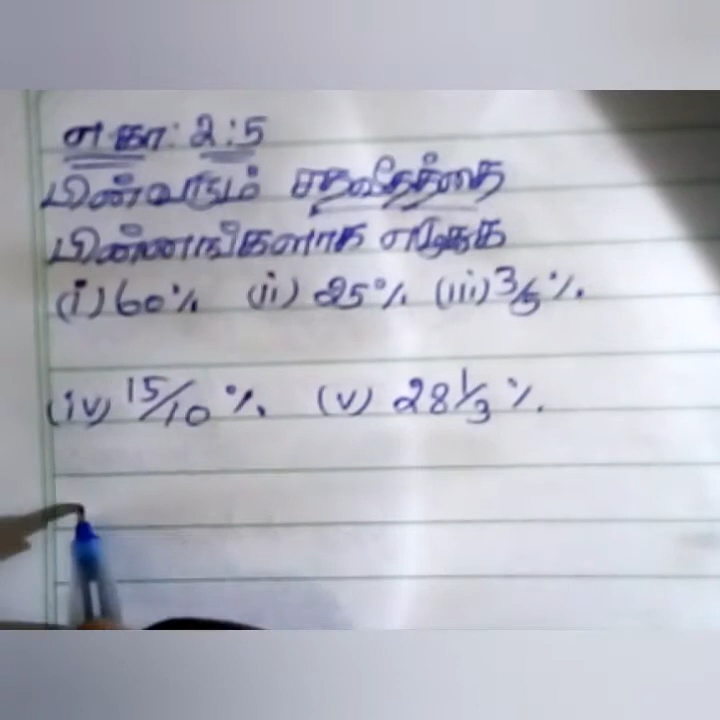 எ.கா: 2:5
பின்வரும் சதவீதத்தை
பின்னங்களாக எழுதுக
(i) 60% (ii) 25% (iii) 3/5 %.
(iv) 15/10 % (v) 28 1/3 %.